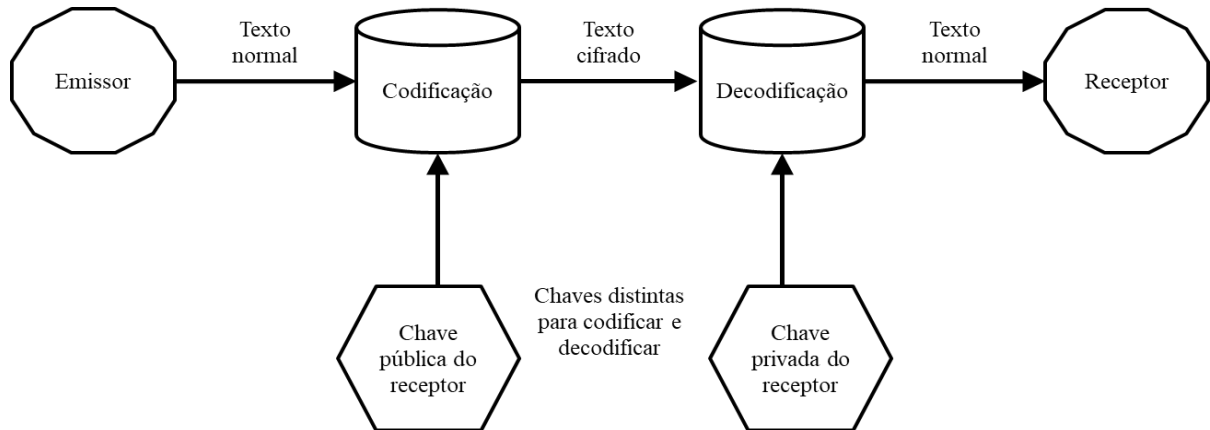 Emissor
Texto
normal
Codificação
Texto
cifrado
Decodificação
Texto
normal
Receptor
Chave
pública do
receptor
Chaves distintas
para codificar e
decodificar
Chave
privada do
receptor